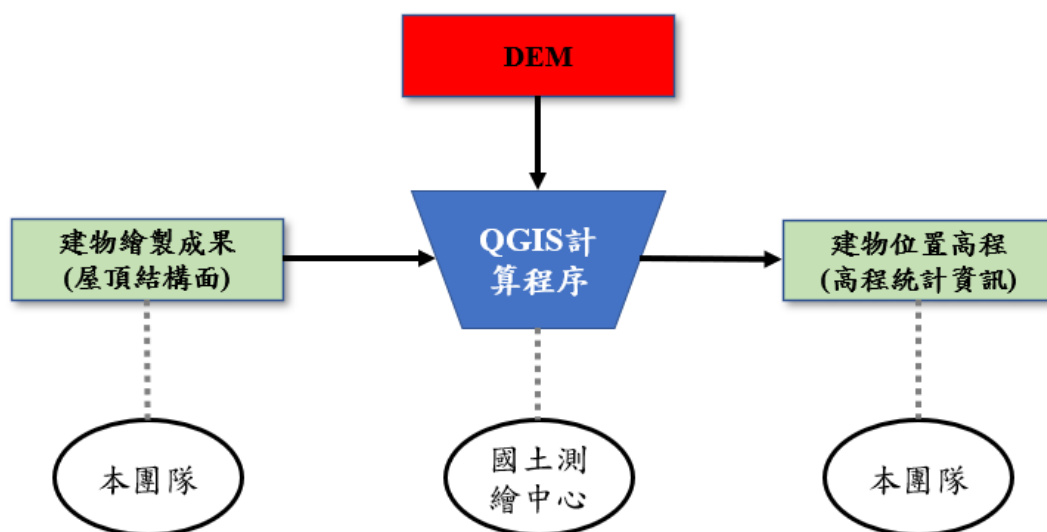 DEM
建物繪製成果
(屋頂結構面)
QGIS計
算程序
建物位置高程
(高程統計資訊)
本團隊
國土測
繪中心
本團隊